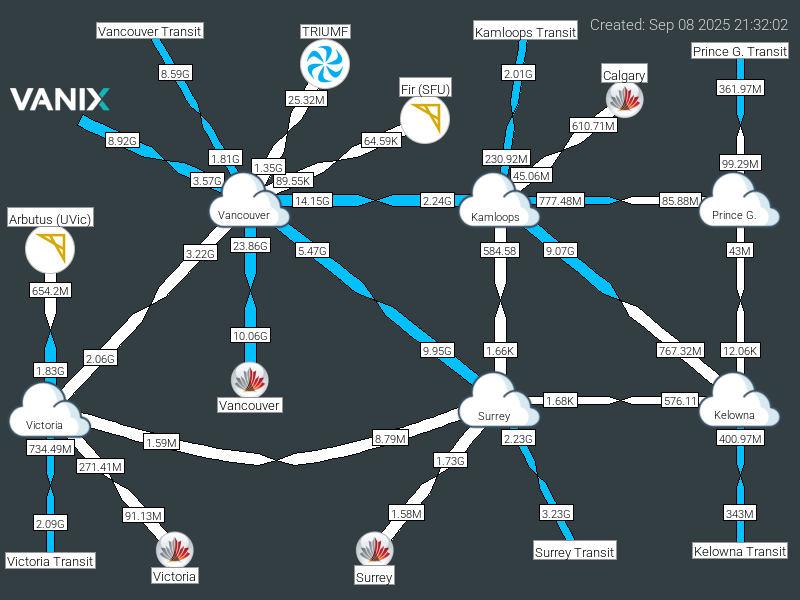 Created: Sep 08 2025 21:32:02
Vancouver Transit
TRIUMF
Kamloops Transit
Prince G. Transit
8.59G
2.01G
Calgary
VANIX
25.32M
Fir (SFU)
361.97M
610.71M
8.92G
64.59K
1.81G
1.35G
230.92M
99.29M
3.57G
89.55K
45.06M
14.15G
2.24G
777.48M
85.88M
Arbutus (UVic)
Vancouver
Kamloops
Prince G.
3.22G
23.86G
5.47G
584.58
9.07G
43M
654.2M
10.06G
2.06G
9.95G
1.66K
767.32M
12.06K
1.83G
Vancouver
1.68K
576.11
Victoria
Surrey
Kelowna
734.49M
1.59M
8.79M
2.23G
400.97M
271.41M
1.73G
91.13M
1.58M
3.23G
343M
2.09G
Victoria Transit
Victoria
Surrey
Surrey Transit
Kelowna Transit